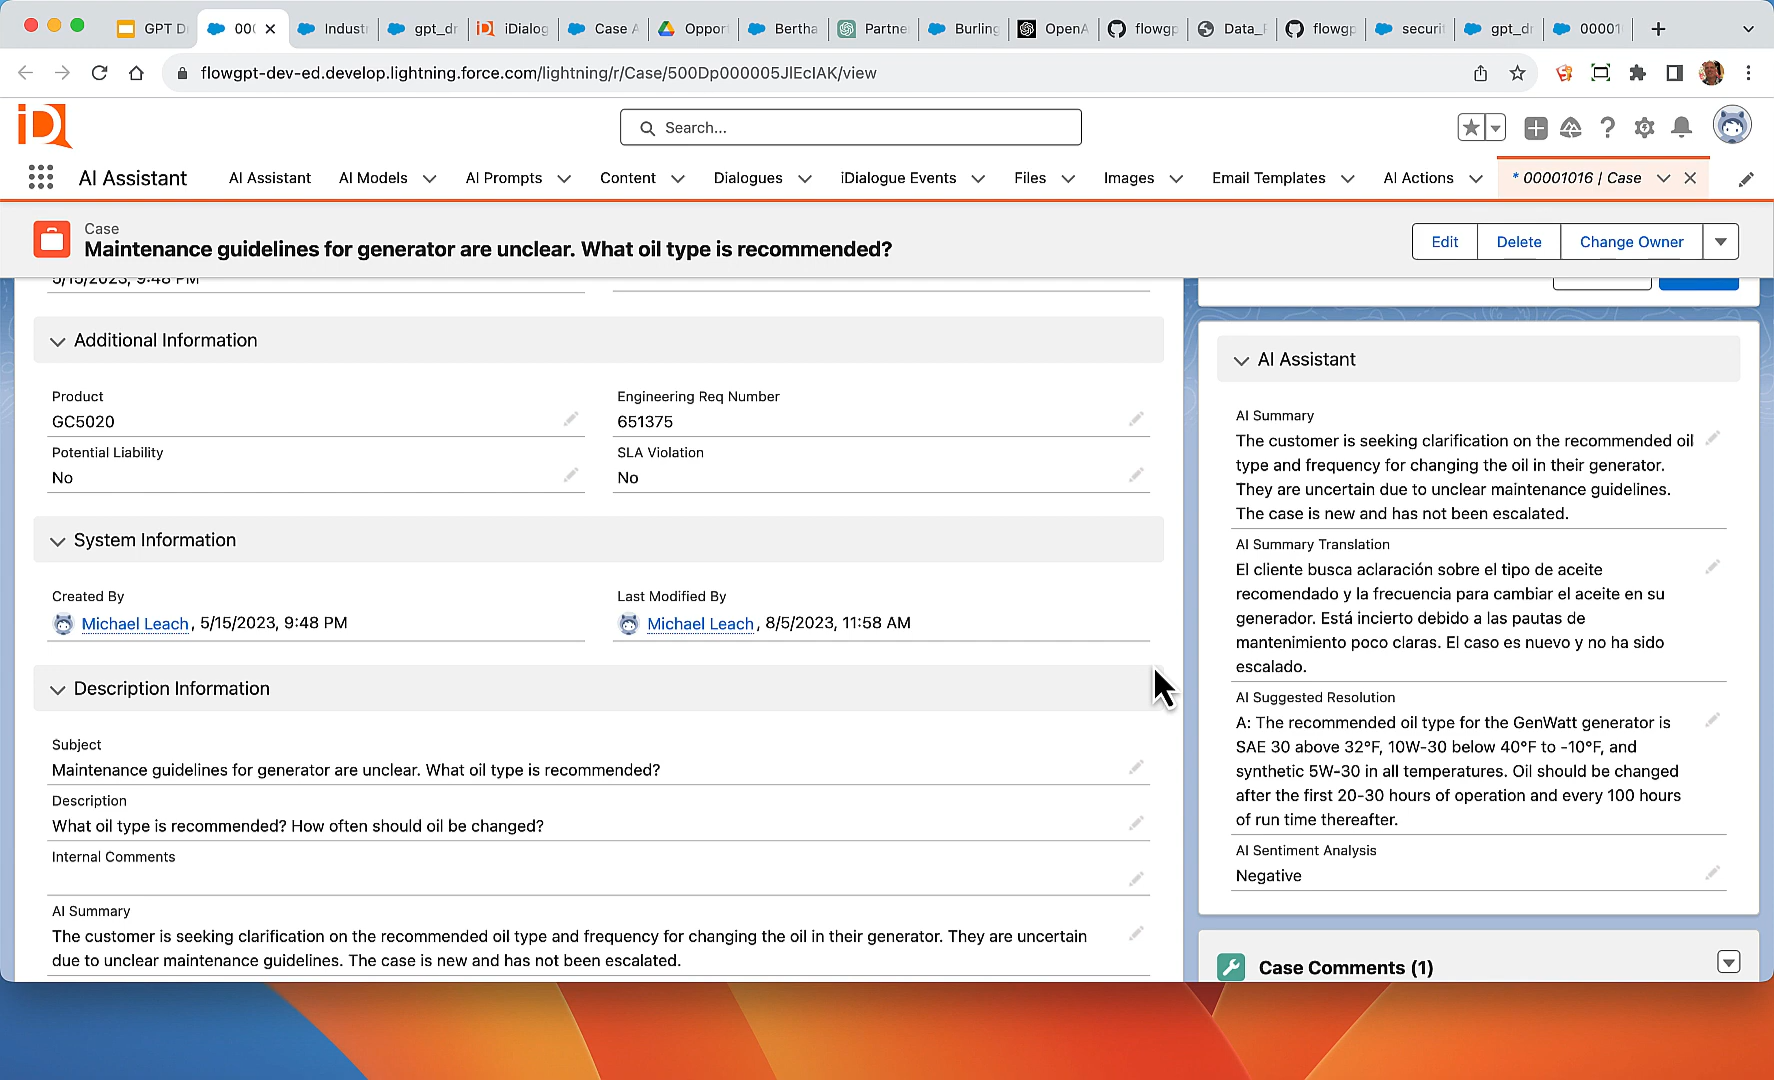 GPT D
00(
Industr
gpt_dr
iDialog
Case A
Oppor
Bertha
Partne
Burling
OpenA
flowgp
Data_F
flowgp
securit
gpt_dr
00001
flowgpt-dev-ed.develop.lightning.force.com/lightning/r/Case/500Dp000005JIEcIAK/view
iD
Search...
AI Assistant
AI Assistant
AI Models
AI Prompts
Content
Dialogues
iDialogue Events
Files
Images
Email Templates
AI Actions
* 00001016 | Case
Case
Maintenance guidelines for generator are unclear. What oil type is recommended?
Edit
Delete
Change Owner
5/15/2023, 9:48 PM
Additional Information
Product
GC5020
Engineering Req Number
651375
Potential Liability
No
SLA Violation
No
System Information
Created By
Michael Leach, 5/15/2023, 9:48 PM
Last Modified By
Michael Leach, 8/5/2023, 11:58 AM
Description Information
Subject
Maintenance guidelines for generator are unclear. What oil type is recommended?
Description
What oil type is recommended? How often should oil be changed?
Internal Comments
AI Summary
The customer is seeking clarification on the recommended oil type and frequency for changing the oil in their generator. They are uncertain
due to unclear maintenance guidelines. The case is new and has not been escalated.
AI Assistant
AI Summary
The customer is seeking clarification on the recommended oil
type and frequency for changing the oil in their generator.
They are uncertain due to unclear maintenance guidelines.
The case is new and has not been escalated.
AI Summary Translation
El cliente busca aclaración sobre el tipo de aceite
recomendado y la frecuencia para cambiar el aceite en su
generador. Está incierto debido a las pautas de
mantenimiento poco claras. El caso es nuevo y no ha sido
escalado.
AI Suggested Resolution
A: The recommended oil type for the GenWatt generator is
SAE 30 above 32°F, 10W-30 below 40°F to -10°F, and
synthetic 5W-30 in all temperatures. Oil should be changed
after the first 20-30 hours of operation and every 100 hours
of run time thereafter.
AI Sentiment Analysis
Negative
Case Comments (1)